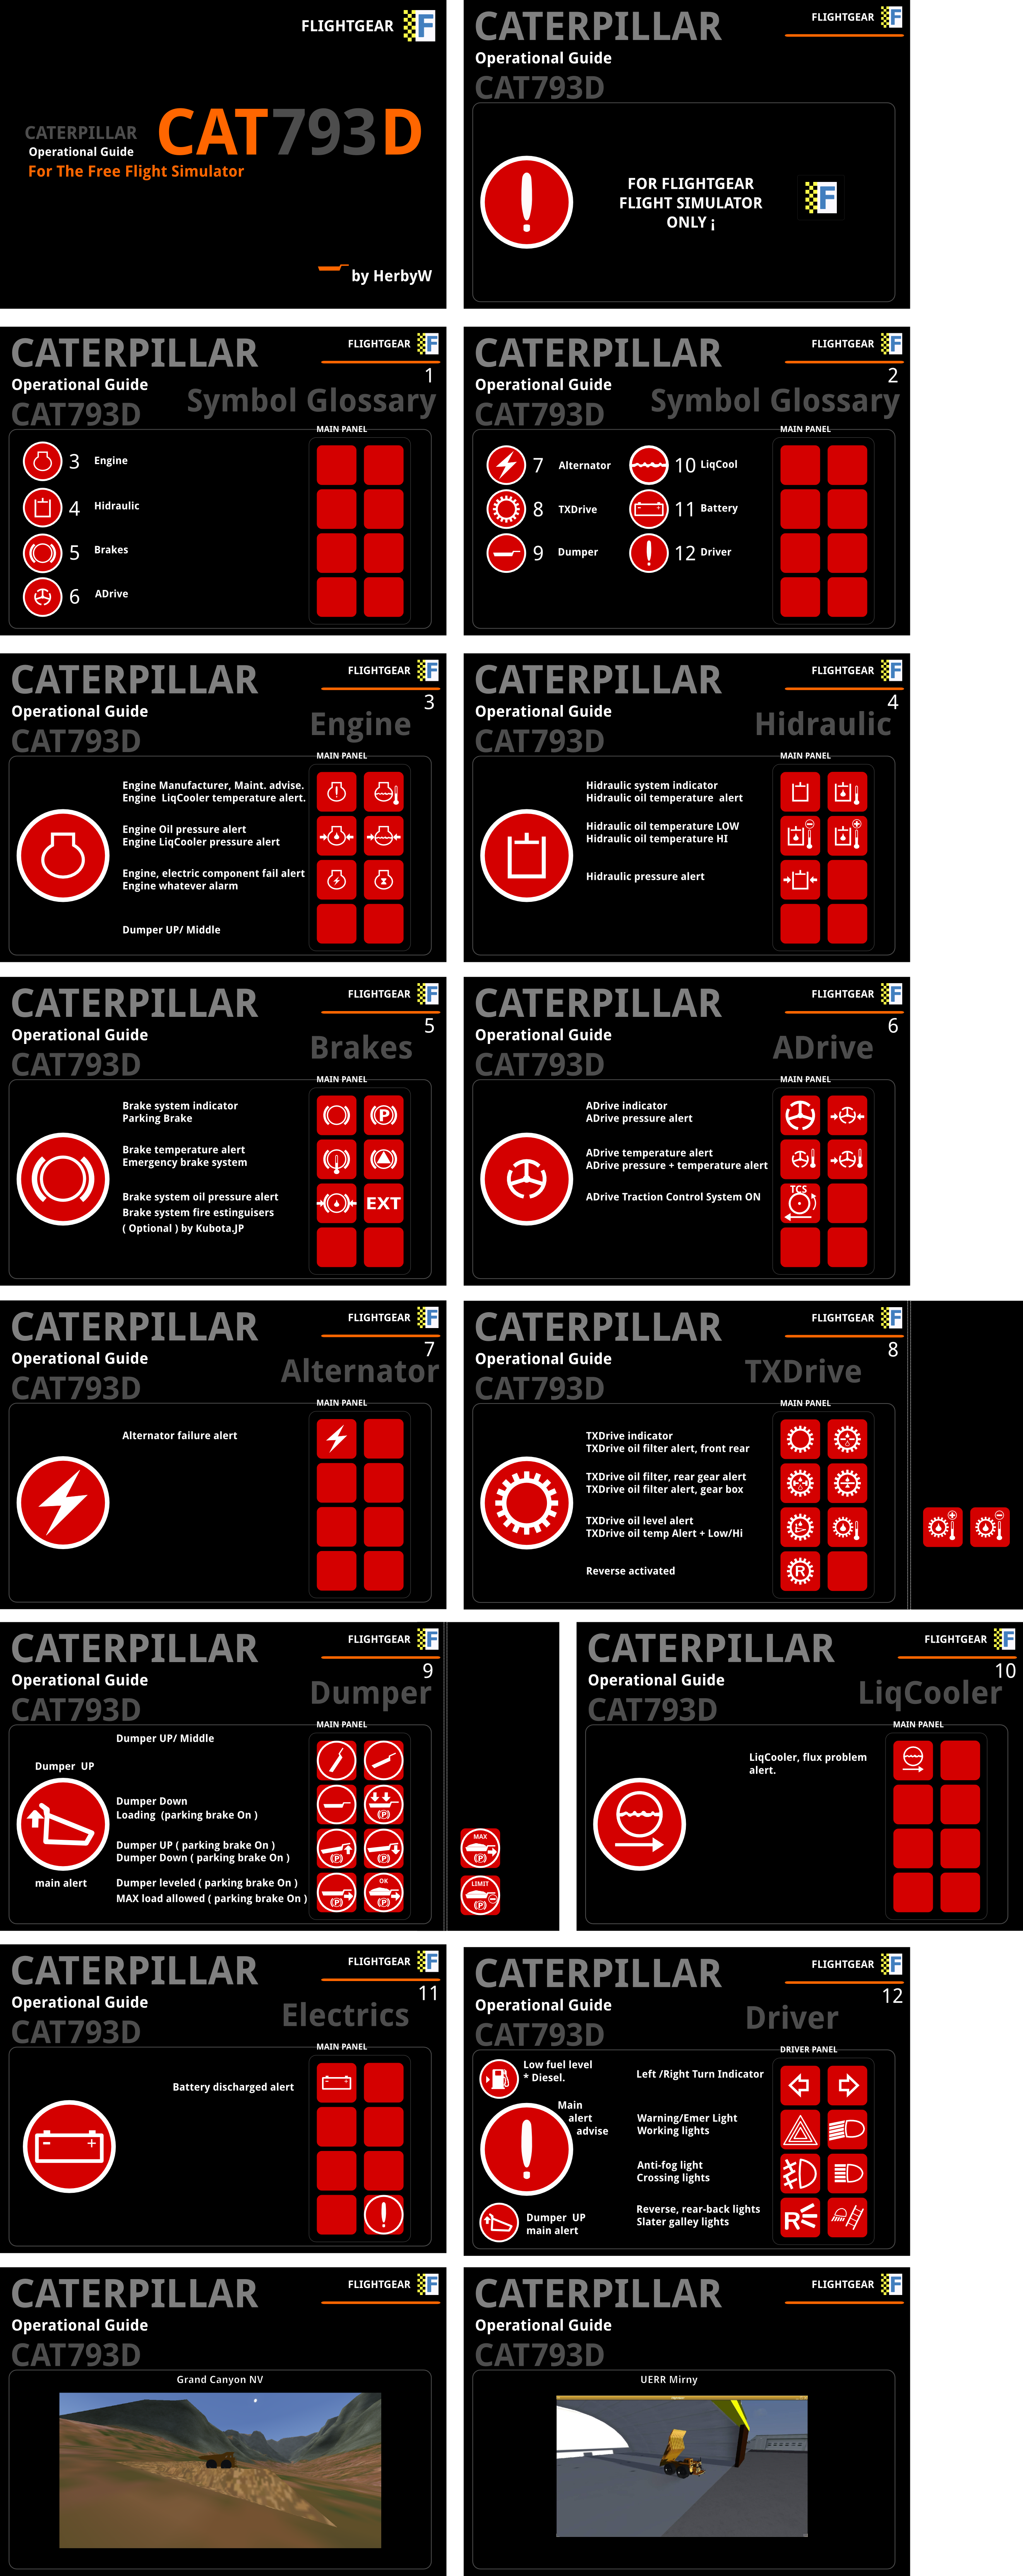 FLIGHTGEAR F
CATERPILLAR CAT793D
Operational Guide
For The Free Flight Simulator
by HerbyW
FLIGHTGEAR F
CATERPILLAR
Operational Guide
CAT793D
FOR FLIGHTGEAR
FLIGHT SIMULATOR
ONLY ¡
F
FLIGHTGEAR F
CATERPILLAR
1
Operational Guide
CAT793D
Symbol Glossary
MAIN PANEL
3 Engine
4 Hidraulic
5 Brakes
6 ADrive
FLIGHTGEAR F
CATERPILLAR
2
Operational Guide
CAT793D
Symbol Glossary
MAIN PANEL
7 Alternator
10 LiqCool
8 TXDrive
11 Battery
9 Dumper
12 Driver
FLIGHTGEAR F
CATERPILLAR
3
Operational Guide
CAT793D
Engine
MAIN PANEL
Engine Manufacturer, Maint. advise.
Engine LiqCooler temperature alert.
Engine Oil pressure alert
Engine LiqCooler pressure alert
Engine, electric component fail alert
Engine whatever alarm
Dumper UP/ Middle
FLIGHTGEAR F
CATERPILLAR
4
Operational Guide
CAT793D
Hidraulic
MAIN PANEL
Hidraulic system indicator
Hidraulic oil temperature alert
Hidraulic oil temperature LOW
Hidraulic oil temperature HI
Hidraulic pressure alert
FLIGHTGEAR F
CATERPILLAR
5
Operational Guide
CAT793D
Brakes
MAIN PANEL
Brake system indicator
Parking Brake
P
Brake temperature alert
Emergency brake system
Brake system oil pressure alert
Brake system fire estinguisers
( Optional ) by Kubota.JP
EXT
FLIGHTGEAR F
CATERPILLAR
6
Operational Guide
CAT793D
ADrive
MAIN PANEL
ADrive indicator
ADrive pressure alert
ADrive temperature alert
ADrive pressure + temperature alert
ADrive Traction Control System ON
TCS
FLIGHTGEAR F
CATERPILLAR
7
Operational Guide
CAT793D
Alternator
MAIN PANEL
Alternator failure alert
FLIGHTGEAR F
CATERPILLAR
8
Operational Guide
CAT793D
TXDrive
MAIN PANEL
TXDrive indicator
TXDrive oil filter alert, front rear
TXDrive oil filter, rear gear alert
TXDrive oil filter alert, gear box
TXDrive oil level alert
TXDrive oil temp Alert + Low/Hi
Reverse activated
R
FLIGHTGEAR F
CATERPILLAR
9
Operational Guide
CAT793D
Dumper
MAIN PANEL
Dumper UP/ Middle
Dumper UP
Dumper Down
Loading (parking brake On )
(P)
Dumper UP ( parking brake On )
Dumper Down ( parking brake On )
(P) (P)
MAX
(P)
main alert
Dumper leveled ( parking brake On )
MAX load allowed ( parking brake On )
(P)
OK
(P)
LIMIT
(P)
FLIGHTGEAR F
CATERPILLAR
10
Operational Guide
CAT793D
LiqCooler
MAIN PANEL
LiqCooler, flux problem
alert.
FLIGHTGEAR F
CATERPILLAR
11
Operational Guide
CAT793D
Electrics
MAIN PANEL
Battery discharged alert
FLIGHTGEAR F
CATERPILLAR
12
Operational Guide
CAT793D
Driver
DRIVER PANEL
Low fuel level
* Diesel.
Main
alert
advise
Dumper UP
main alert
Left /Right Turn Indicator
Warning/Emer Light
Working lights
Anti-fog light
Crossing lights
Reverse, rear-back lights
Slater galley lights
R
FLIGHTGEAR F
CATERPILLAR
Operational Guide
CAT793D
Grand Canyon NV
FLIGHTGEAR F
CATERPILLAR
Operational Guide
CAT793D
UERR Mirny